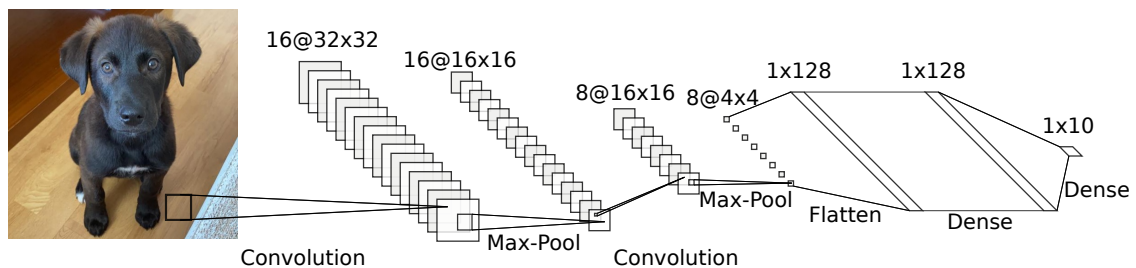 16@32x32
16@16x16
8@16x16
8@4x4
1x128
1x128
1x10
Convolution
Max-Pool
Convolution
Max-Pool
Flatten
Dense
Dense